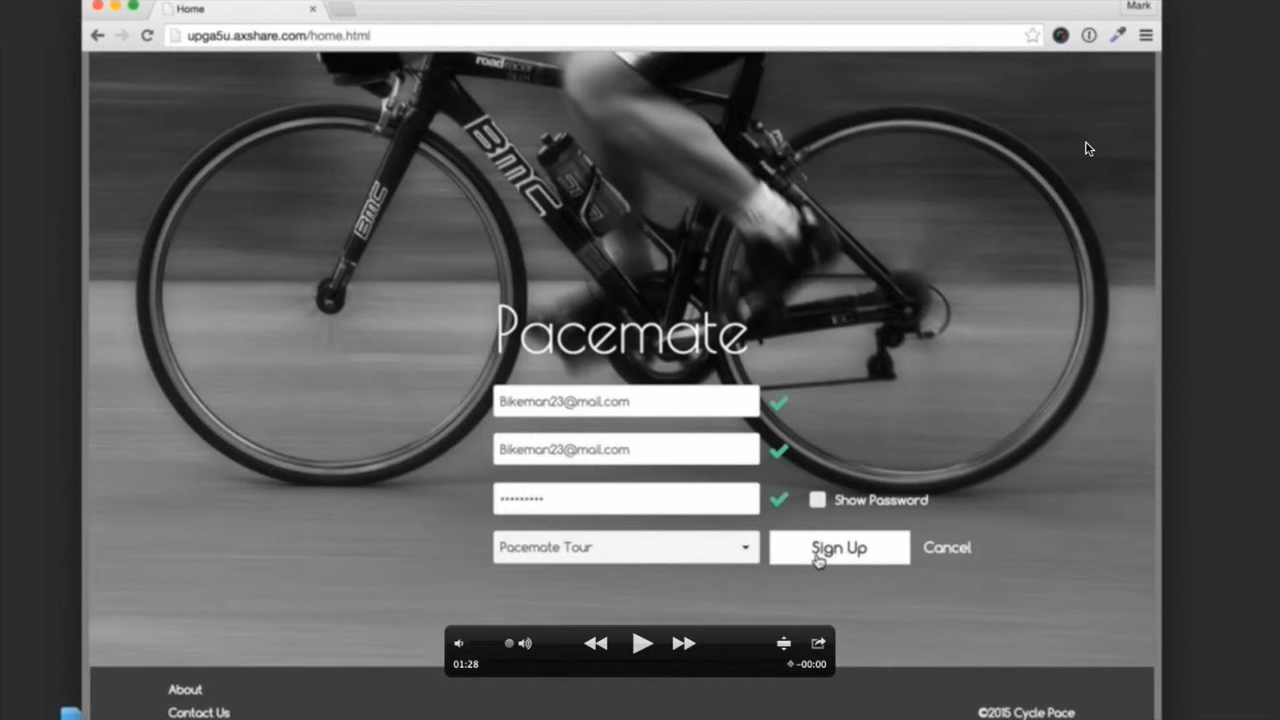 Home
Mark
upga5u.axshare.com/home.html
roadracer
BMC
BMC
Pacemate
Bikeman23@mail.com
Bikeman23@mail.com
•••••••••
Show Password
Pacemate Tour
Sign Up
Cancel
01:28
-00:00
About
Contact Us
©2015 Cycle Pace